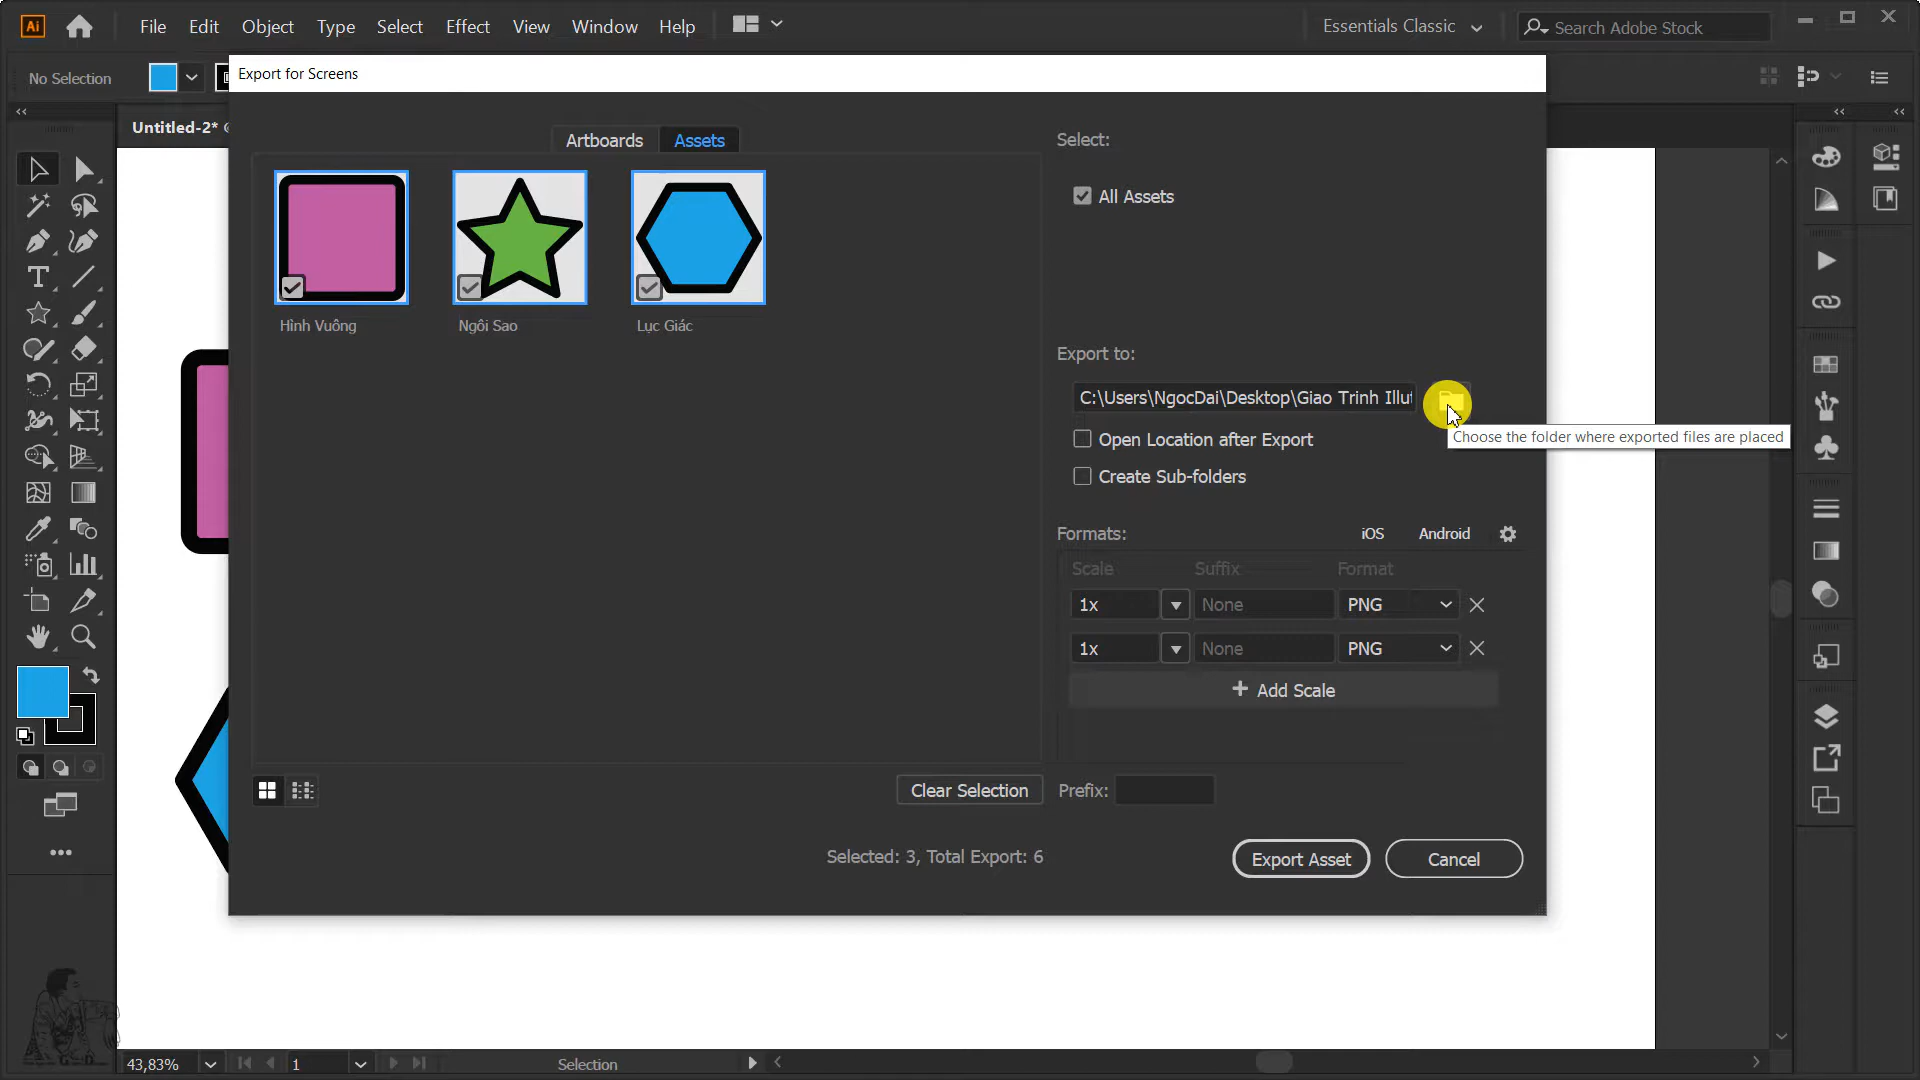 Ai File Edit Object Type Select Effect View Window Help Essentials Classic Search Adobe Stock
No Selection
Export for Screens
Untitled-2*
Artboards Assets
Select:
All Assets
Hình Vuông Ngôi Sao Lục Giác
Export to:
C:\Users\NgocDai\Desktop\Giao Trinh Illut
Choose the folder where exported files are placed
Open Location after Export
Create Sub-folders
Formats: iOS Android
Scale Suffix Format
1x None PNG
1x None PNG
+ Add Scale
Clear Selection Prefix:
Selected: 3, Total Export: 6
Export Asset Cancel
43,83% 1 Selection